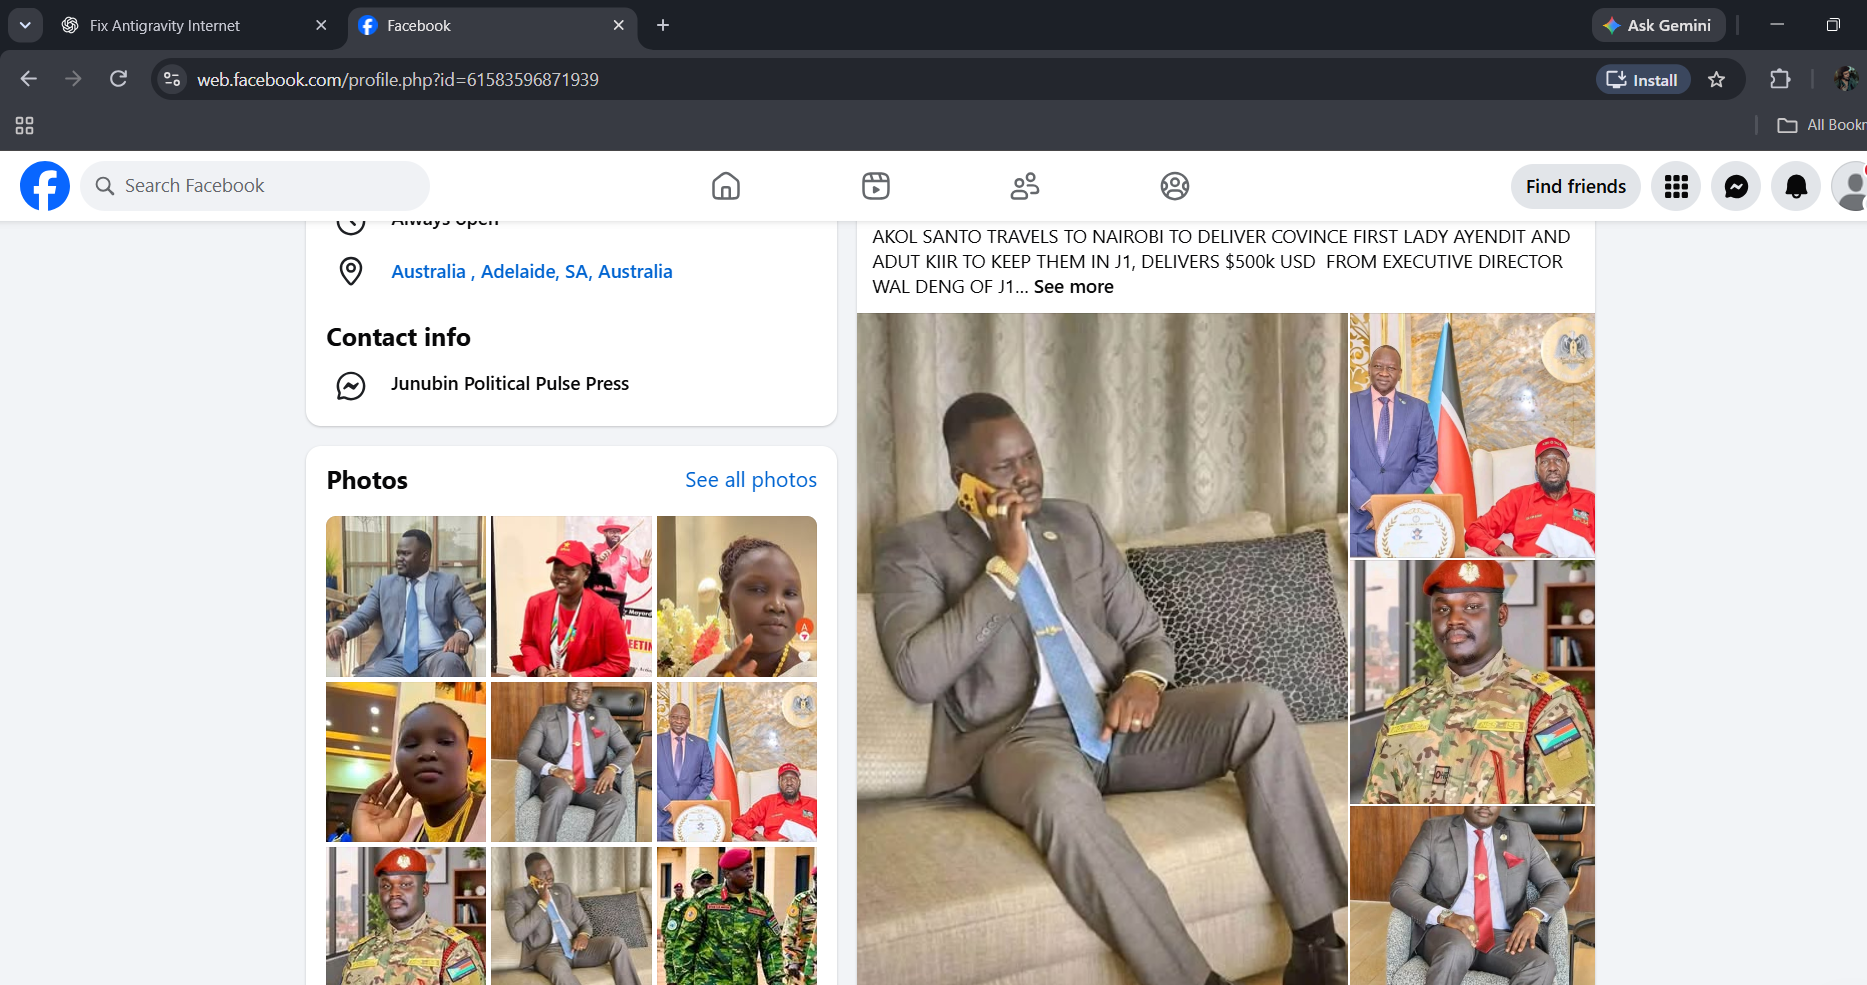 Fix Antigravity Internet
Facebook
Ask Gemini
web.facebook.com/profile.php?id=61583596871939
Install
All Bookr
Search Facebook
Find friends
Always open
Australia , Adelaide, SA, Australia
Contact info
Junubin Political Pulse Press
Photos
See all photos
AKOL SANTO TRAVELS TO NAIROBI TO DELIVER COVINCE FIRST LADY AYENDIT AND
ADUT KIIR TO KEEP THEM IN J1, DELIVERS $500k USD  FROM EXECUTIVE DIRECTOR
WAL DENG OF J1... See more